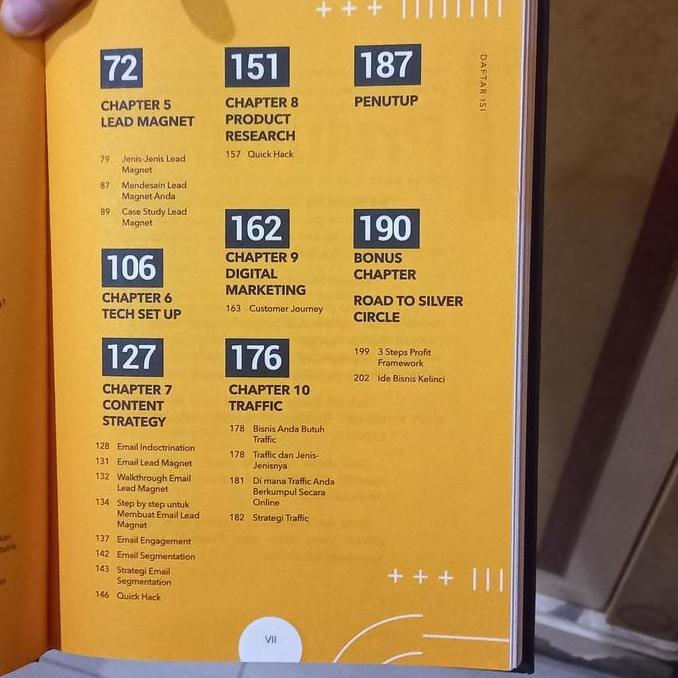 72
CHAPTER 5
LEAD MAGNET
79 Jenis-Jenis Lead
Magnet
87 Mendesain Lead
Magnet Anda
89 Case Study Lead
Magnet
106
CHAPTER 6
TECH SET UP
127
CHAPTER 7
CONTENT
STRATEGY
128 Email Indoctrination
131 Email Lead Magnet
132 Walkthrough Email
Lead Magnet
134 Step by step untuk
Membuat Email Lead
Magnet
137 Email Engagement
142 Email Segmentation
143 Strategi Email
Segmentation
146 Quick Hack
151
CHAPTER 8
PRODUCT
RESEARCH
157 Quick Hack
162
CHAPTER 9
DIGITAL
MARKETING
163 Customer Journey
176
CHAPTER 10
TRAFFIC
178 Bisnis Anda Butuh
Traffic
178 Traffic dan Jenis-
Jenisnya
181 Di mana Traffic Anda
Berkumpul Secara
Online
182 Strategi Traffic
187
PENUTUP
190
BONUS
CHAPTER
ROAD TO SILVER
CIRCLE
199 3 Steps Profit
Framework
202 Ide Bisnis Kelinci
DAFTAR ISI
VII